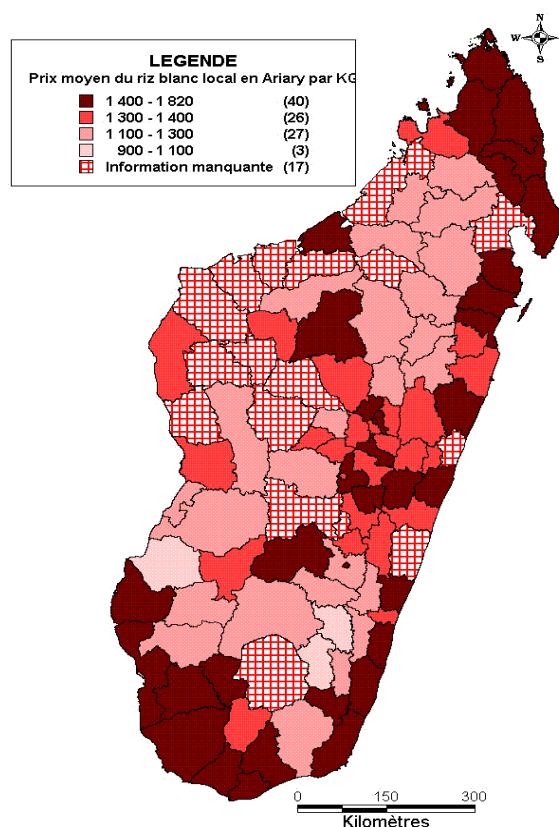 N
W E
S
LEGENDE
Prix moyen du riz blanc local en Ariary par KG
1 400 - 1 820 (40)
1 300 - 1 400 (26)
1 100 - 1 300 (27)
900 - 1 100 (3)
Information manquante (17)
0 150 300
Kilomètres